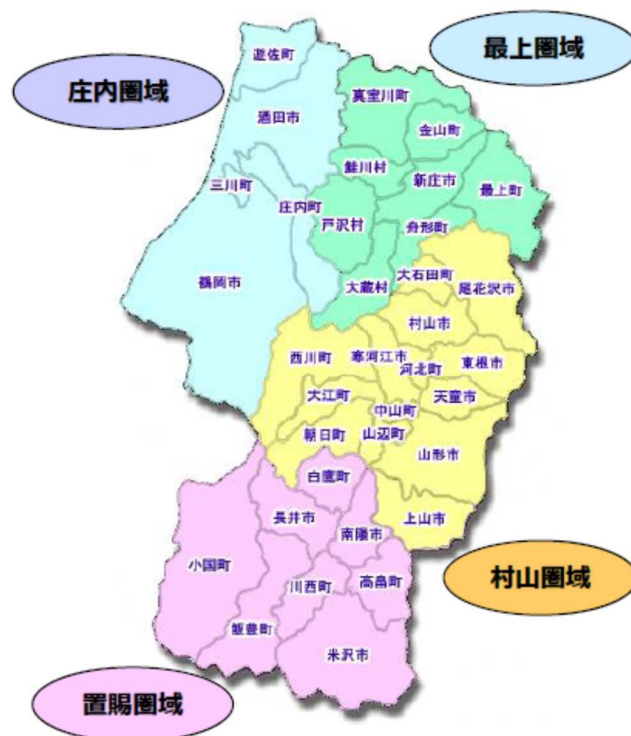 最上圏域
遊佐町
庄内圏域
真室川町
酒田市
金山町
鮭川村
新庄市
三川町
最上町
庄内町
戸沢村
舟形町
大石田町
鶴岡市
大蔵村
尾花沢市
村山市
西川町
寒河江市
東根市
河北町
大江町
天童市
中山町
朝日町
山辺町
山形市
白鷹町
長井市
上山市
南陽市
小国町
村山圏域
川西町
高畠町
飯豊町
米沢市
置賜圏域